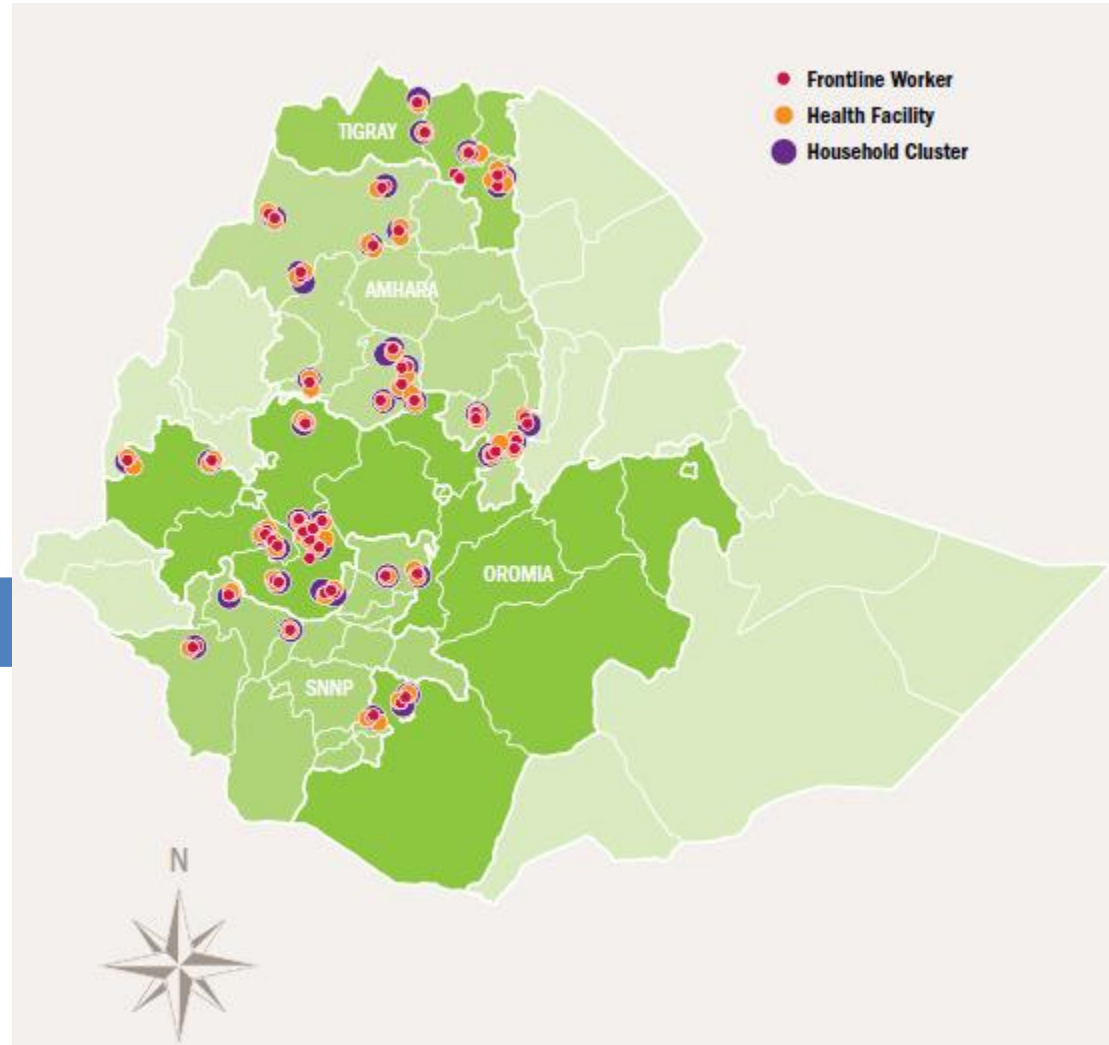 Frontline Worker
Health Facility
Household Cluster
TIGRAY
AMHARA
OROMIA
SNNP
N